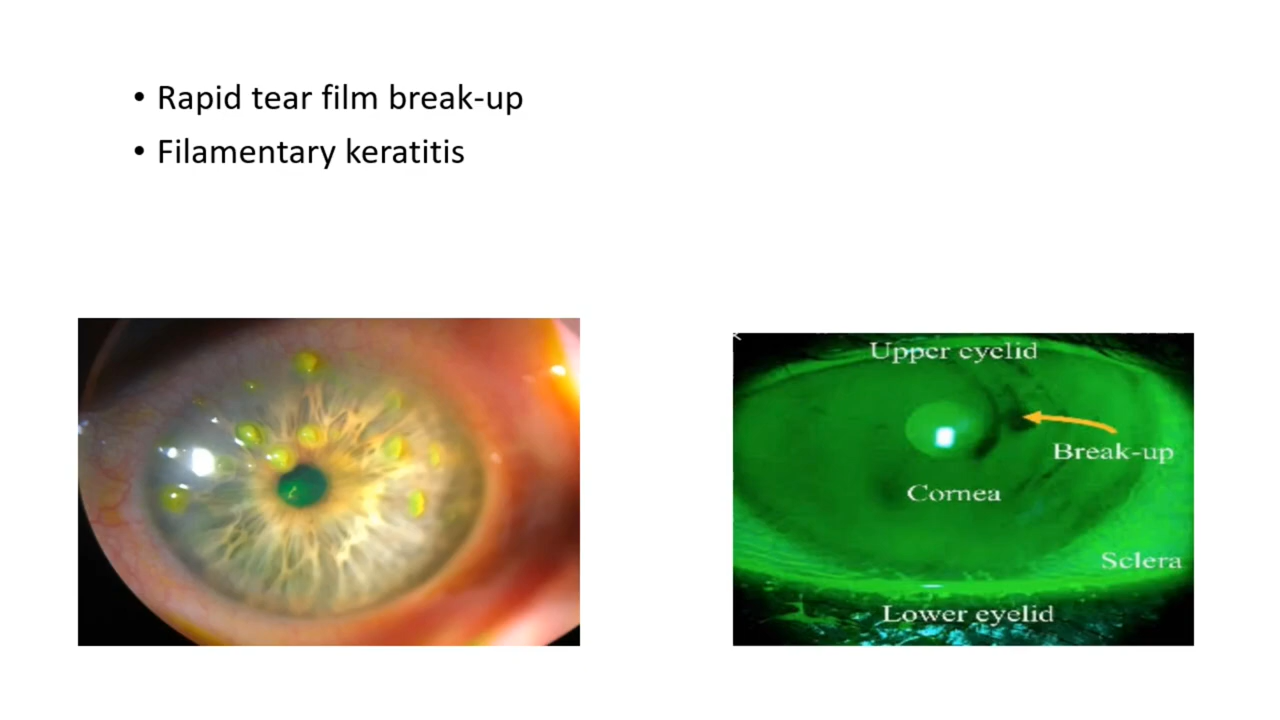 • Rapid tear film break-up
• Filamentary keratitis
Upper eyelid
Break-up
Cornea
Sclera
Lower eyelid